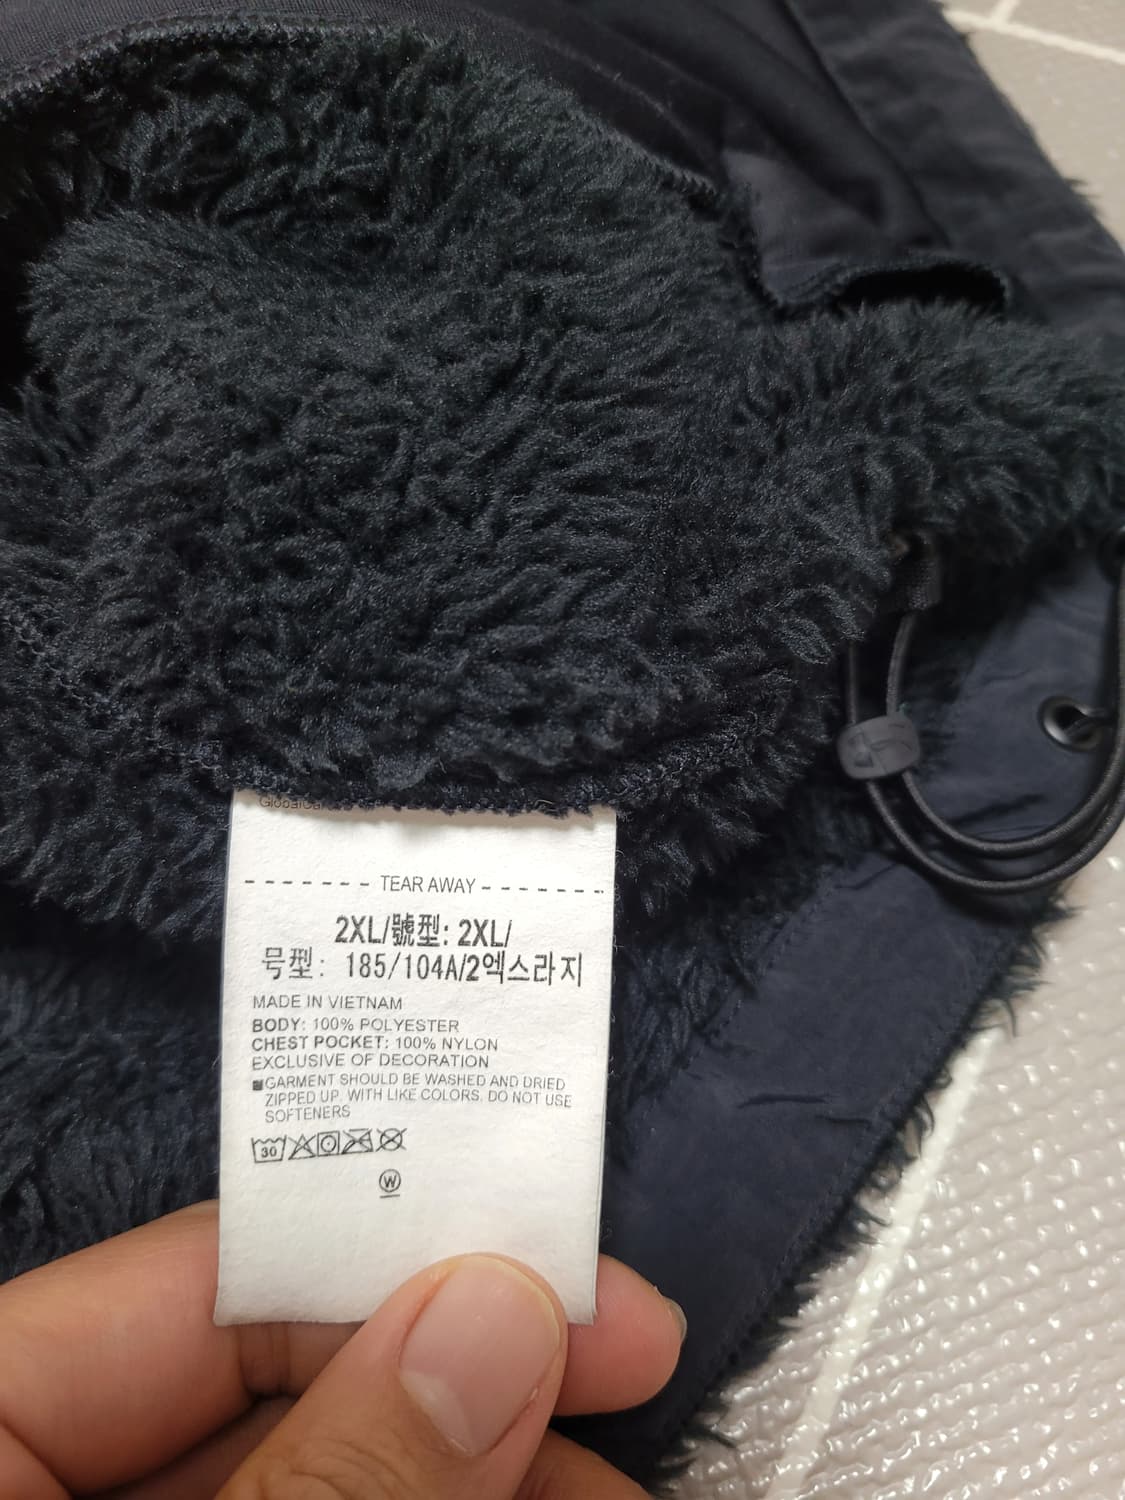 TEAR AWAY
2XL/號型: 2XL/
号型: 185/104A/2엑스라지
MADE IN VIETNAM
BODY: 100% POLYESTER
CHEST POCKET: 100% NYLON
EXCLUSIVE OF DECORATION
■GARMENT SHOULD BE WASHED AND DRIED
ZIPPED UP. WITH LIKE COLORS. DO NOT USE
SOFTENERS
30
W